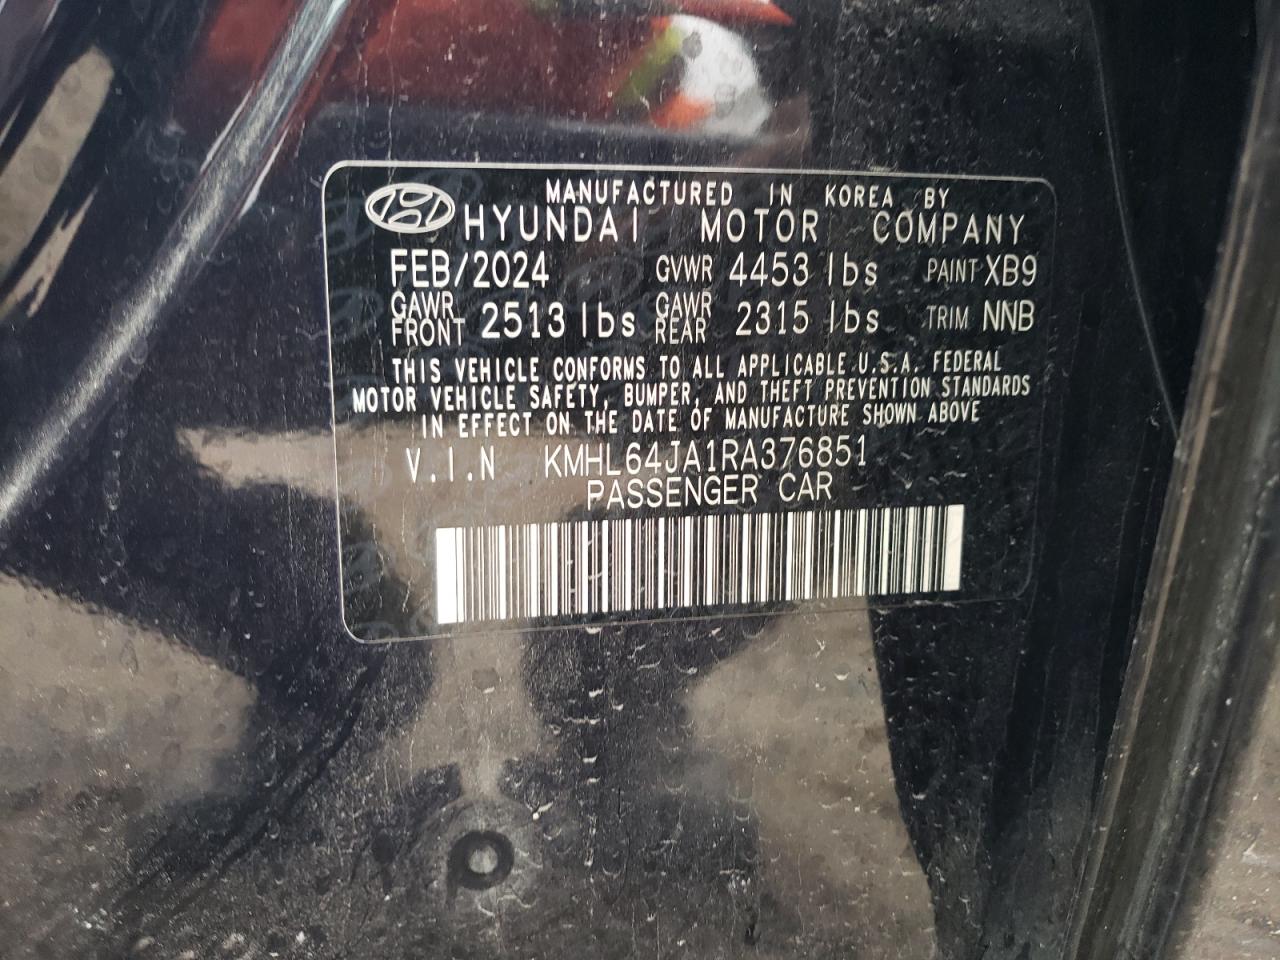 MANUFACTURED IN KOREA BY
HYUNDAI MOTOR COMPANY
FEB/2024 GVWR 4453 lbs PAINT XB9
GAWR FRONT 2513 lbs GAWR REAR 2315 lbs TRIM NNB
THIS VEHICLE CONFORMS TO ALL APPLICABLE U.S.A. FEDERAL
MOTOR VEHICLE SAFETY, BUMPER, AND THEFT PREVENTION STANDARDS
IN EFFECT ON THE DATE OF MANUFACTURE SHOWN ABOVE
V.I.N KMHL64JA1RA376851
PASSENGER CAR